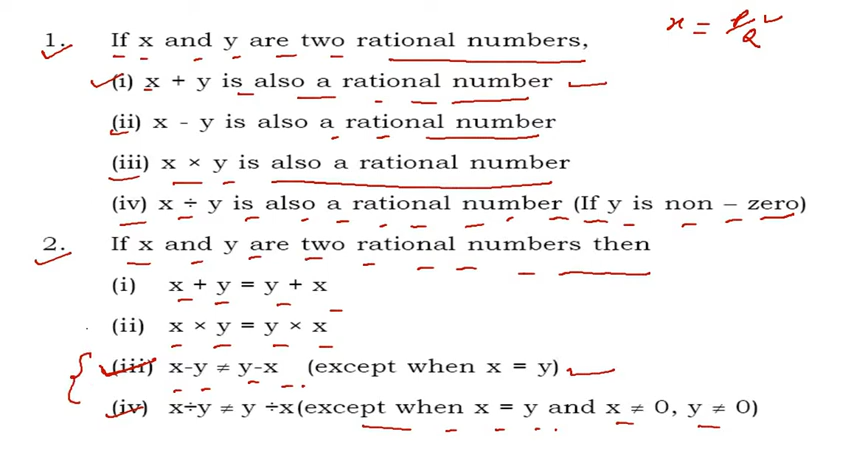 x = p/q
1. If x and y are two rational numbers,
(i) x + y is also a rational number
(ii) x - y is also a rational number
(iii) x × y is also a rational number
(iv) x ÷ y is also a rational number (If y is non – zero)
2. If x and y are two rational numbers then
(i) x + y = y + x
(ii) x × y = y × x
(iii) x-y ≠ y-x (except when x = y)
(iv) x÷y ≠ y ÷x(except when x = y and x ≠ 0, y ≠ 0)